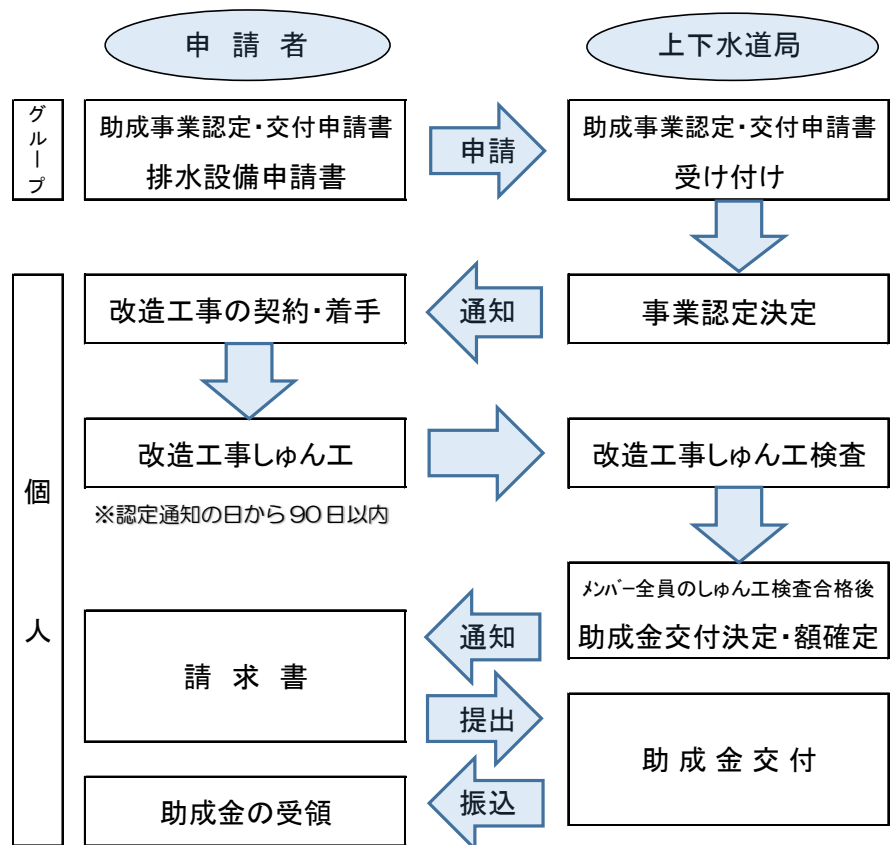 申請者
上下水道局
グループ
助成事業認定・交付申請書
排水設備申請書
申請
助成事業認定・交付申請書
受け付け
個人
改造工事の契約・着手
通知
事業認定決定
改造工事しゅん工
※認定通知の日から90日以内
改造工事しゅん工検査
メンバー全員のしゅん工検査合格後
助成金交付決定・額確定
通知
請求書
提出
助成金交付
振込
助成金の受領